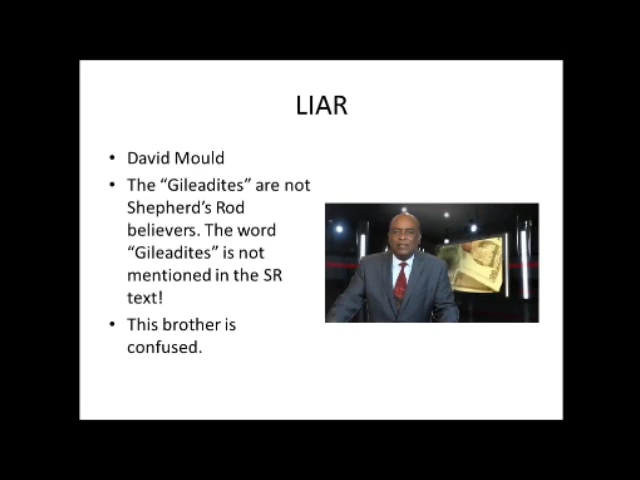 LIAR
• David Mould
• The “Gileadites” are not
Shepherd’s Rod
believers. The word
“Gileadites” is not
mentioned in the SR
text!
• This brother is
confused.